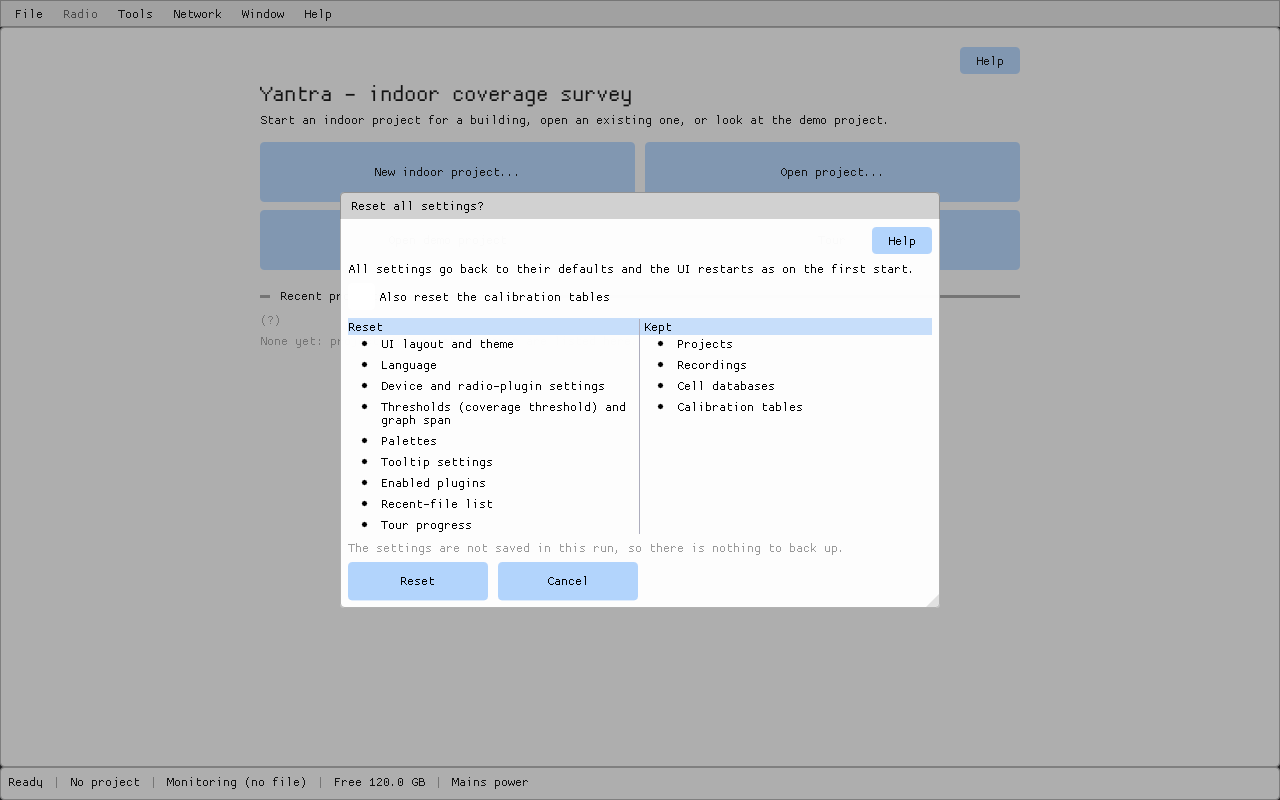 File Radio Tools Network Window Help
Help
Yantra - indoor coverage survey
Start an indoor project for a building, open an existing one, or look at the demo project.
New indoor project... Open project...
Reset all settings?
Help
All settings go back to their defaults and the UI restarts as on the first start.
Also reset the calibration tables
Recent pr
(?)
None yet: pr
Reset Kept
• UI layout and theme • Projects
• Language • Recordings
• Device and radio-plugin settings • Cell databases
• Thresholds (coverage threshold) and • Calibration tables
graph span
• Palettes
• Tooltip settings
• Enabled plugins
• Recent-file list
• Tour progress
The settings are not saved in this run, so there is nothing to back up.
Reset Cancel
Ready | No project | Monitoring (no file) | Free 120.0 GB | Mains power